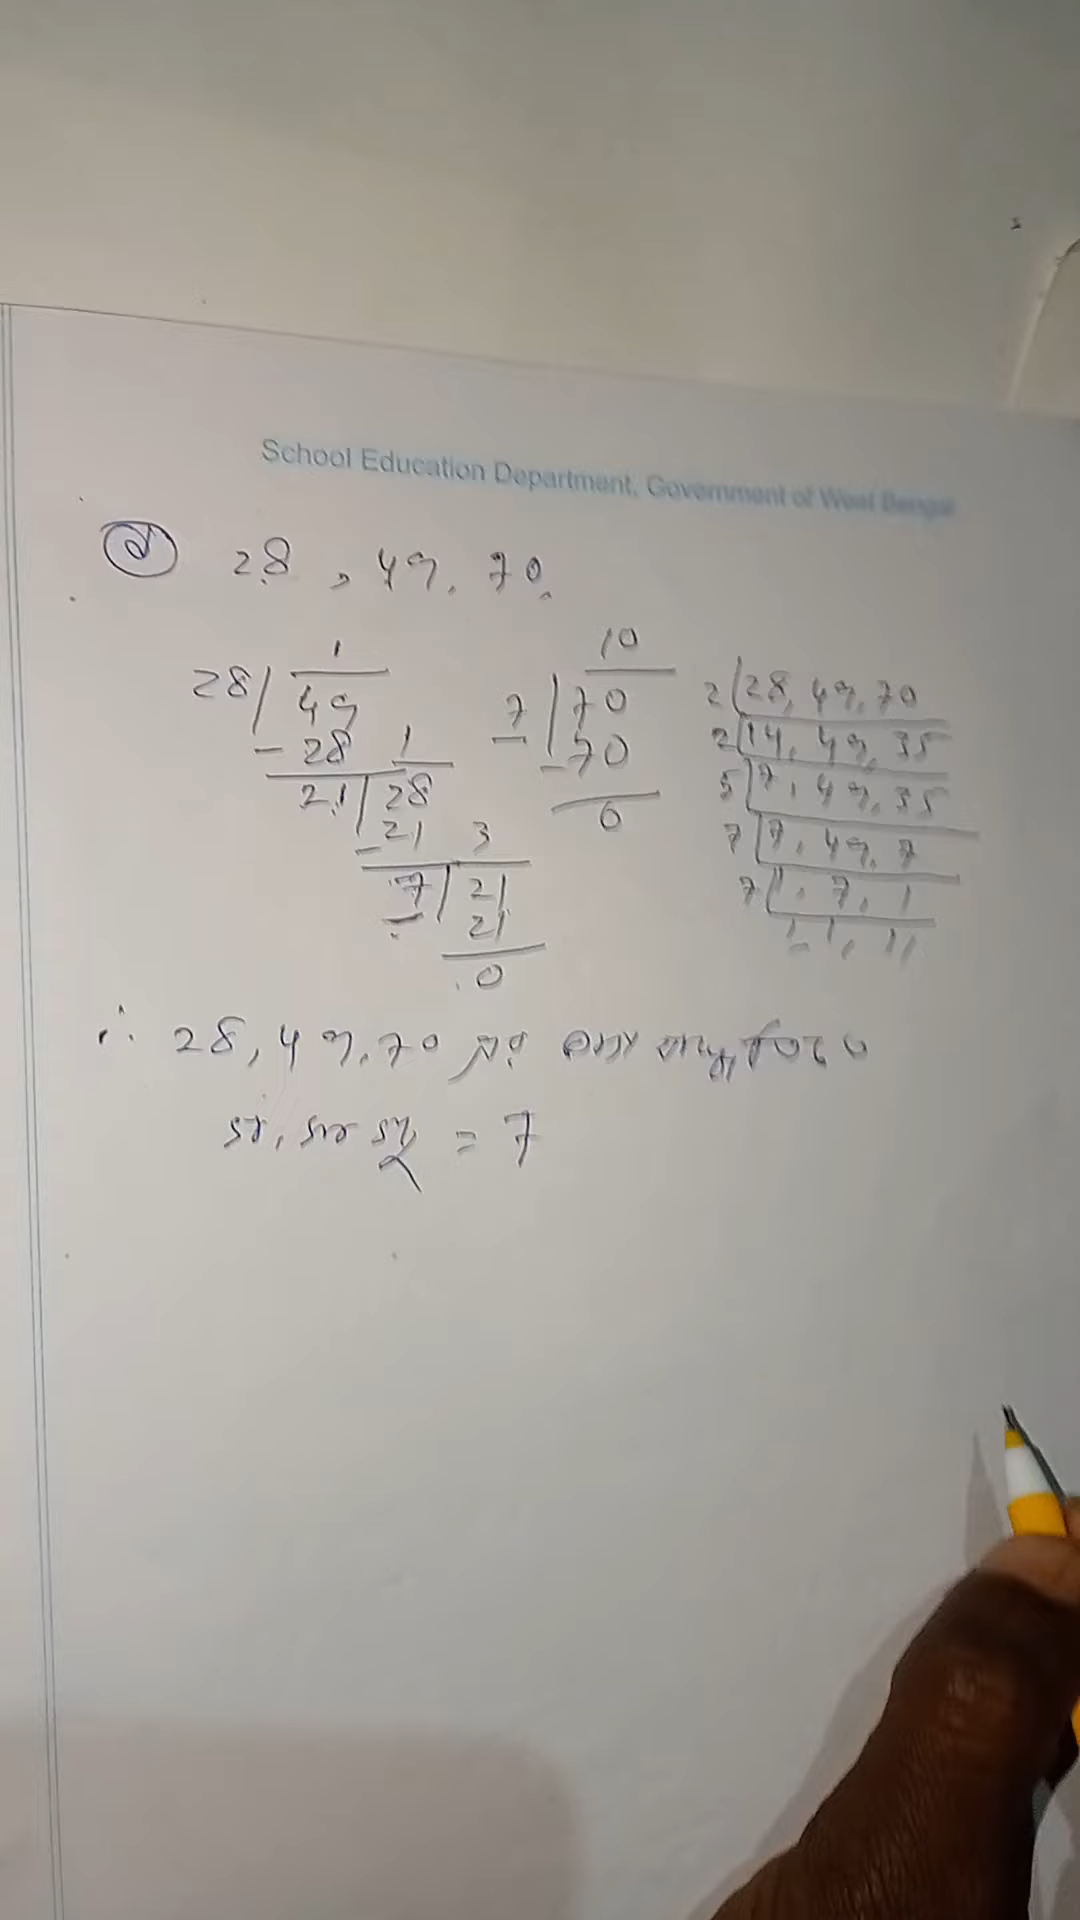 School Education Department, Government of West Bengal
28, 49, 70.
1
28 / 49
- 28 1
21 / 28
- 21 3
7 / 21
21
0
10
7 / 70
- 70
0
2 | 28, 49, 70
2 | 14, 49, 35
5 | 7, 49, 35
7 | 7, 49, 7
7 | 1, 7, 1
1, 1, 1
∴ 28, 49, 70
= 7